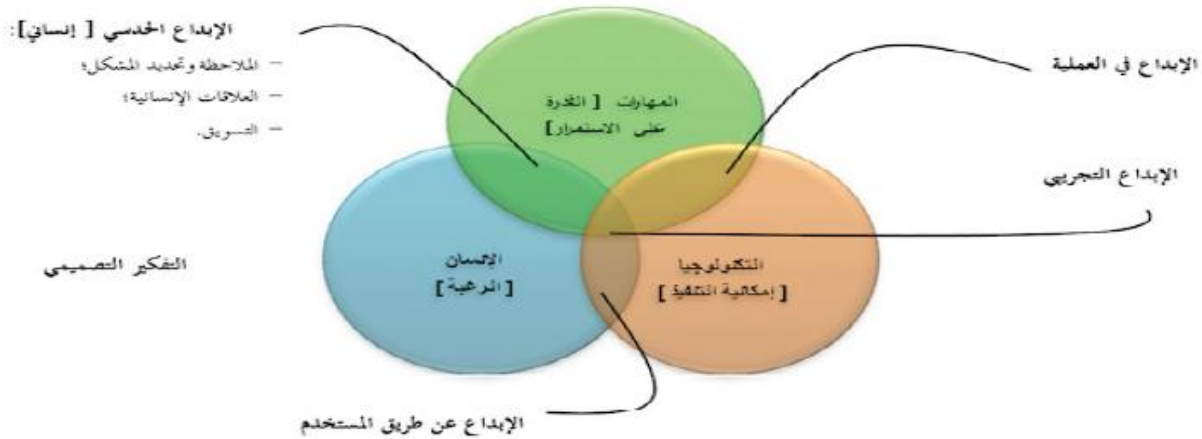 الإبداع الحدسي [ إنساني]:
– الملاحظة وتحديد المشكل؛
– العلاقات الإنسانية؛
– التسويق.
الإبداع في العملية
المهارات [ القدرة
على الاستمرار]
الإبداع التجريبي
الإنسان
[الرغبة]
التكنولوجيا
[إمكانية التنفيذ ]
التفكير التصميمي
الإبداع عن طريق المستخدم